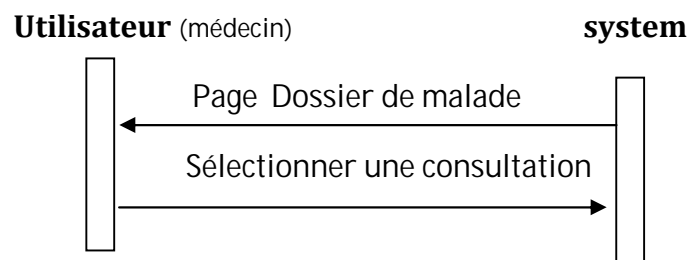 Utilisateur (médecin) system
Page Dossier de malade
Sélectionner une consultation